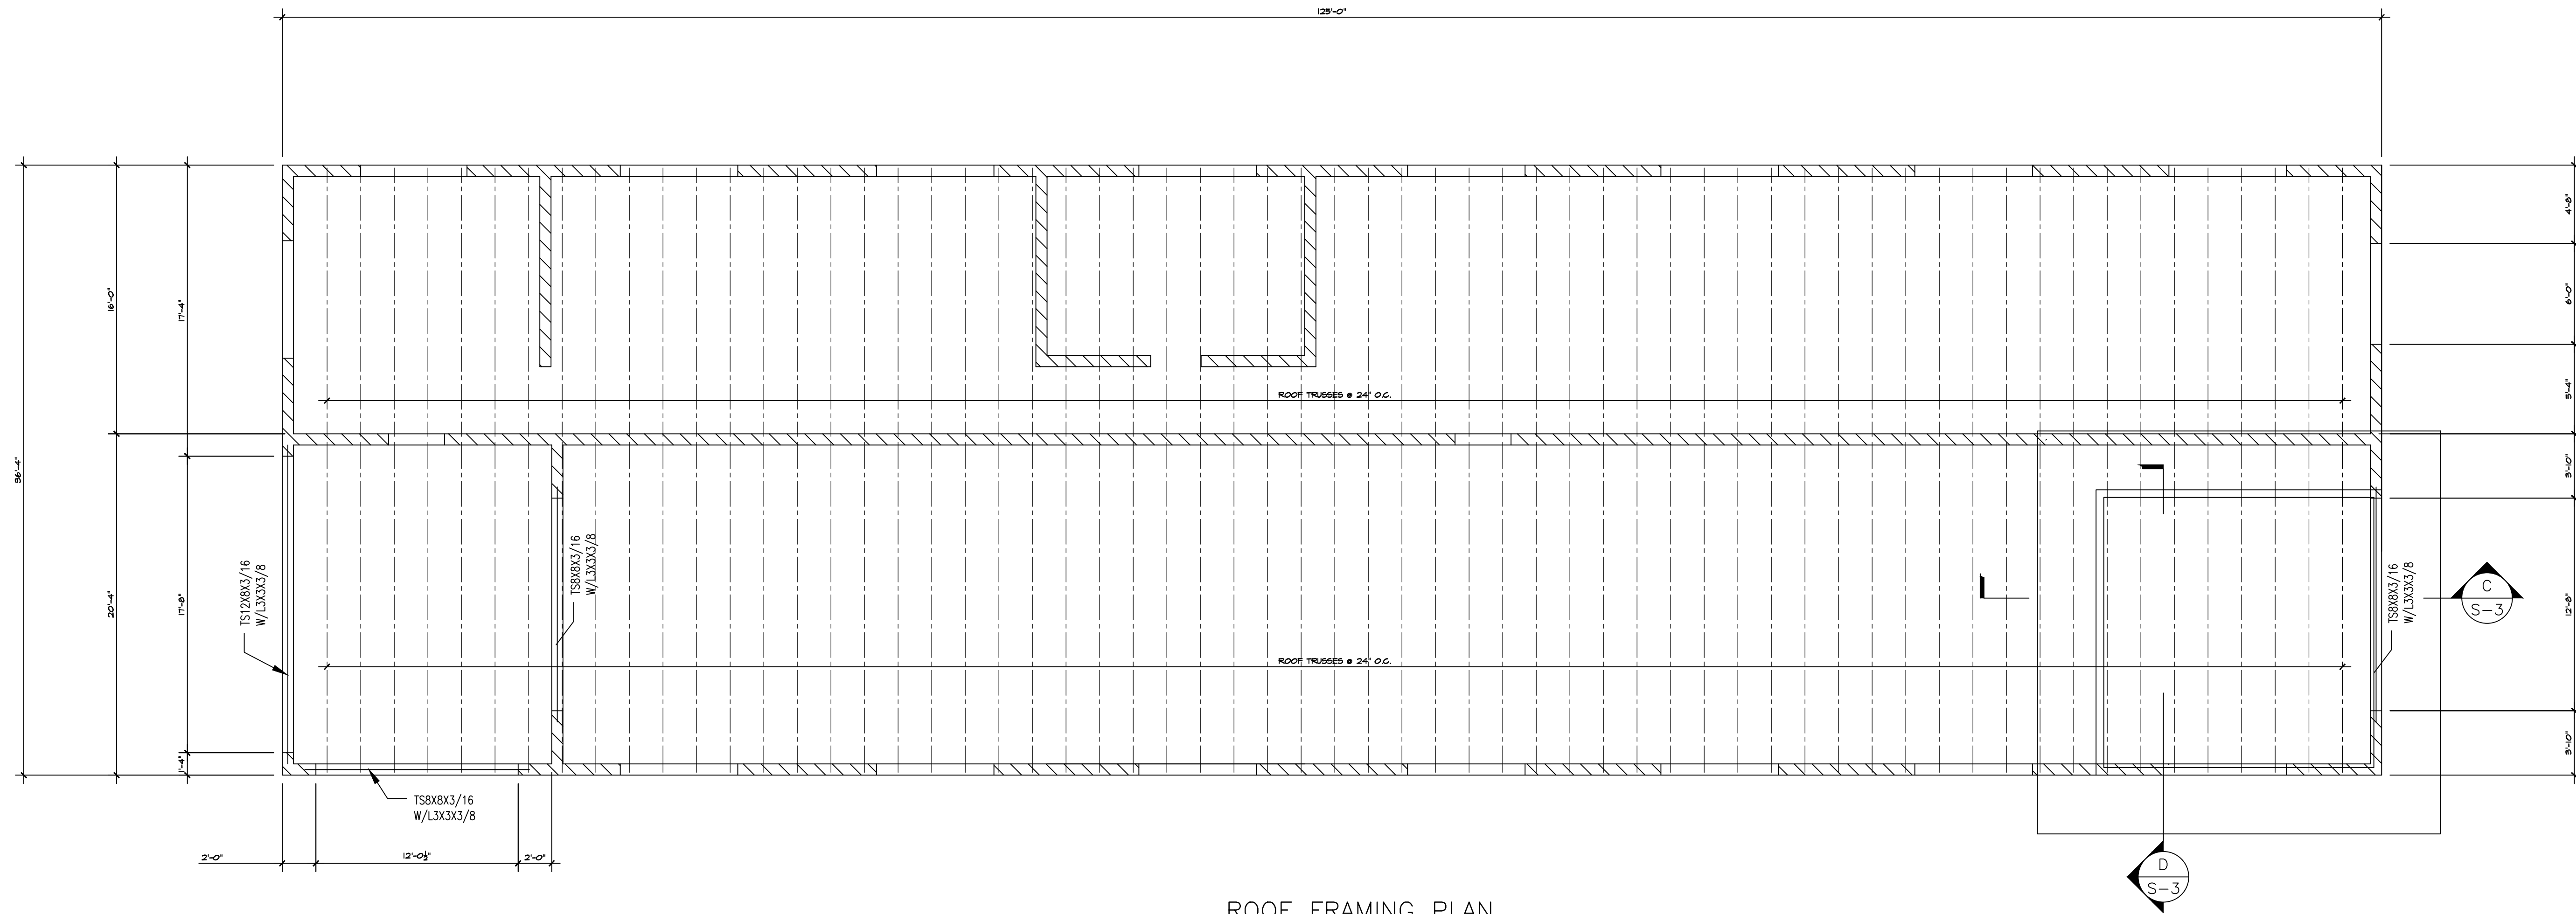 125'-0"
36'-4"
16'-0"
20'-4"
17'-4"
17'-8"
1'-4"
4'-8"
6'-0"
5'-4"
3'-10"
12'-8"
3'-10"
ROOF TRUSSES @ 24" O.C.
ROOF TRUSSES @ 24" O.C.
TS12X8X3/16
W/L3X3X3/8
TS8X8X3/16
W/L3X3X3/8
TS8X8X3/16
W/L3X3X3/8
C
S-3
TS8X8X3/16
W/L3X3X3/8
2'-0"
12'-0½"
2'-0"
D
S-3
ROOF FRAMING PLAN